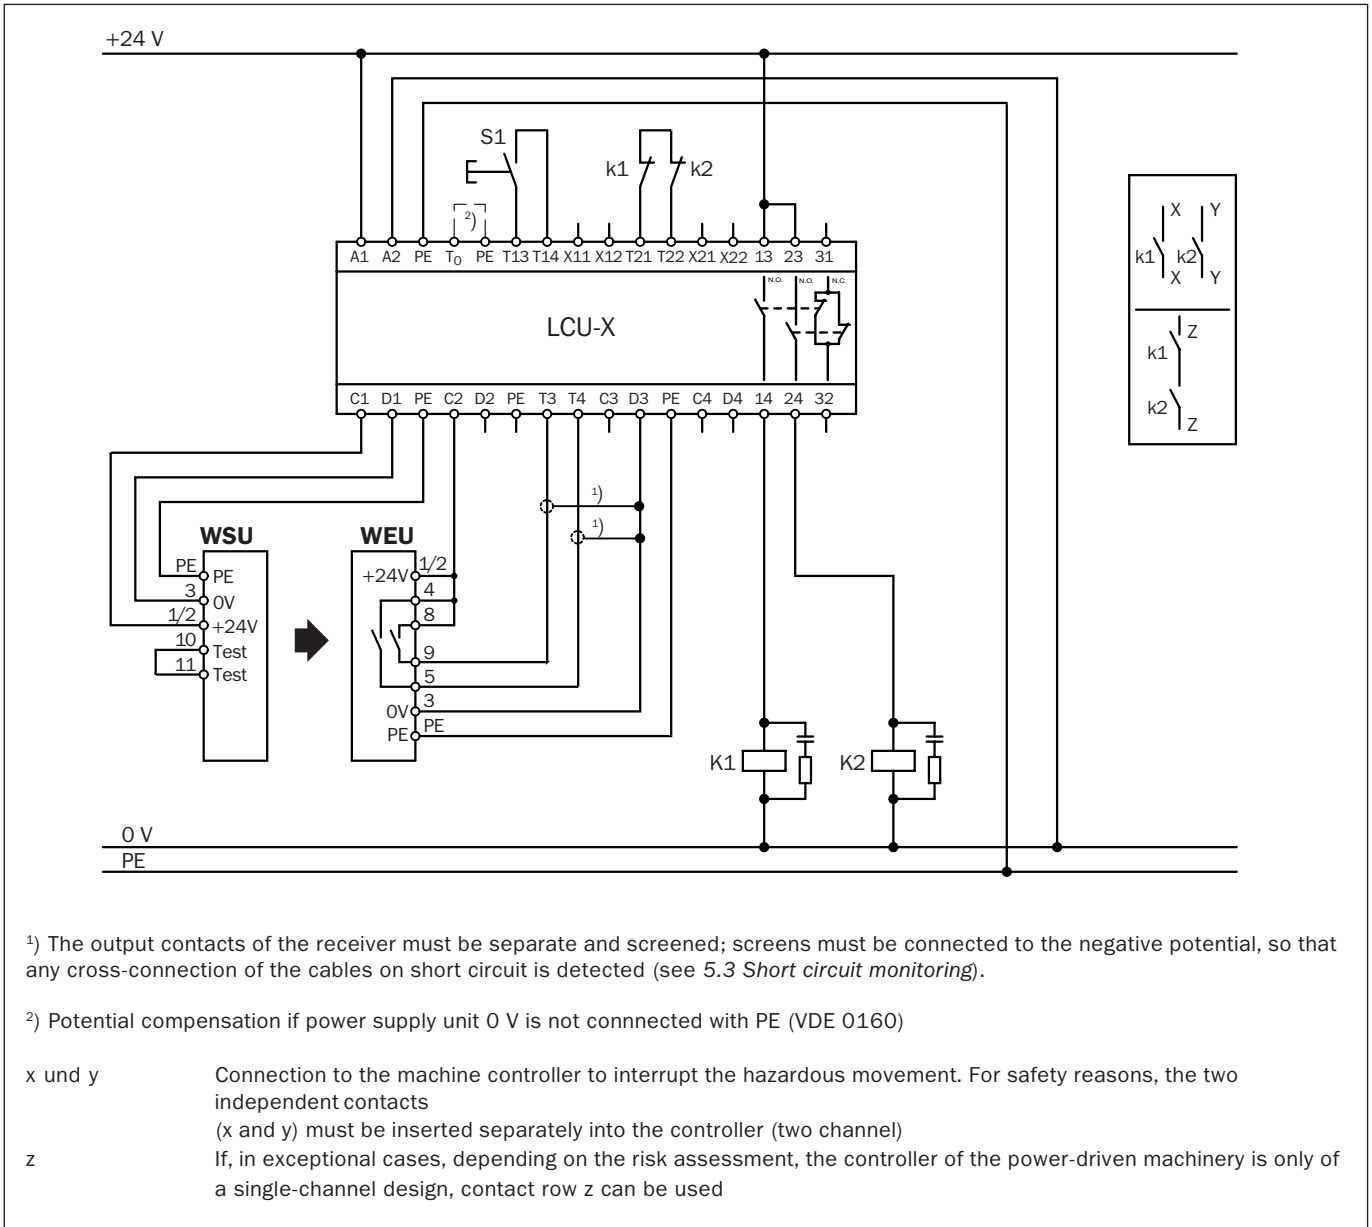 +24 V
S1
k1
k2
2)
A1 A2 PE T0 PE T13 T14 X11 X12 T21 T22 X21 X22 13 23 31
N.O. N.O. N.C.
LCU-X
C1 D1 PE C2 D2 PE T3 T4 C3 D3 PE C4 D4 14 24 32
X Y
k1 k2
X Y
Z
k1
k2
Z
1)
1)
WSU
WEU
PE PE
3 0V
1/2 +24V
10 Test
11 Test
+24V 1/2
4
8
9
5
0V 3
PE PE
K1
K2
0 V
PE
1) The output contacts of the receiver must be separate and screened; screens must be connected to the negative potential, so that
any cross-connection of the cables on short circuit is detected (see 5.3 Short circuit monitoring).
2) Potential compensation if power supply unit 0 V is not connnected with PE (VDE 0160)
x und y Connection to the machine controller to interrupt the hazardous movement. For safety reasons, the two
independent contacts
(x and y) must be inserted separately into the controller (two channel)
z If, in exceptional cases, depending on the risk assessment, the controller of the power-driven machinery is only of
a single-channel design, contact row z can be used